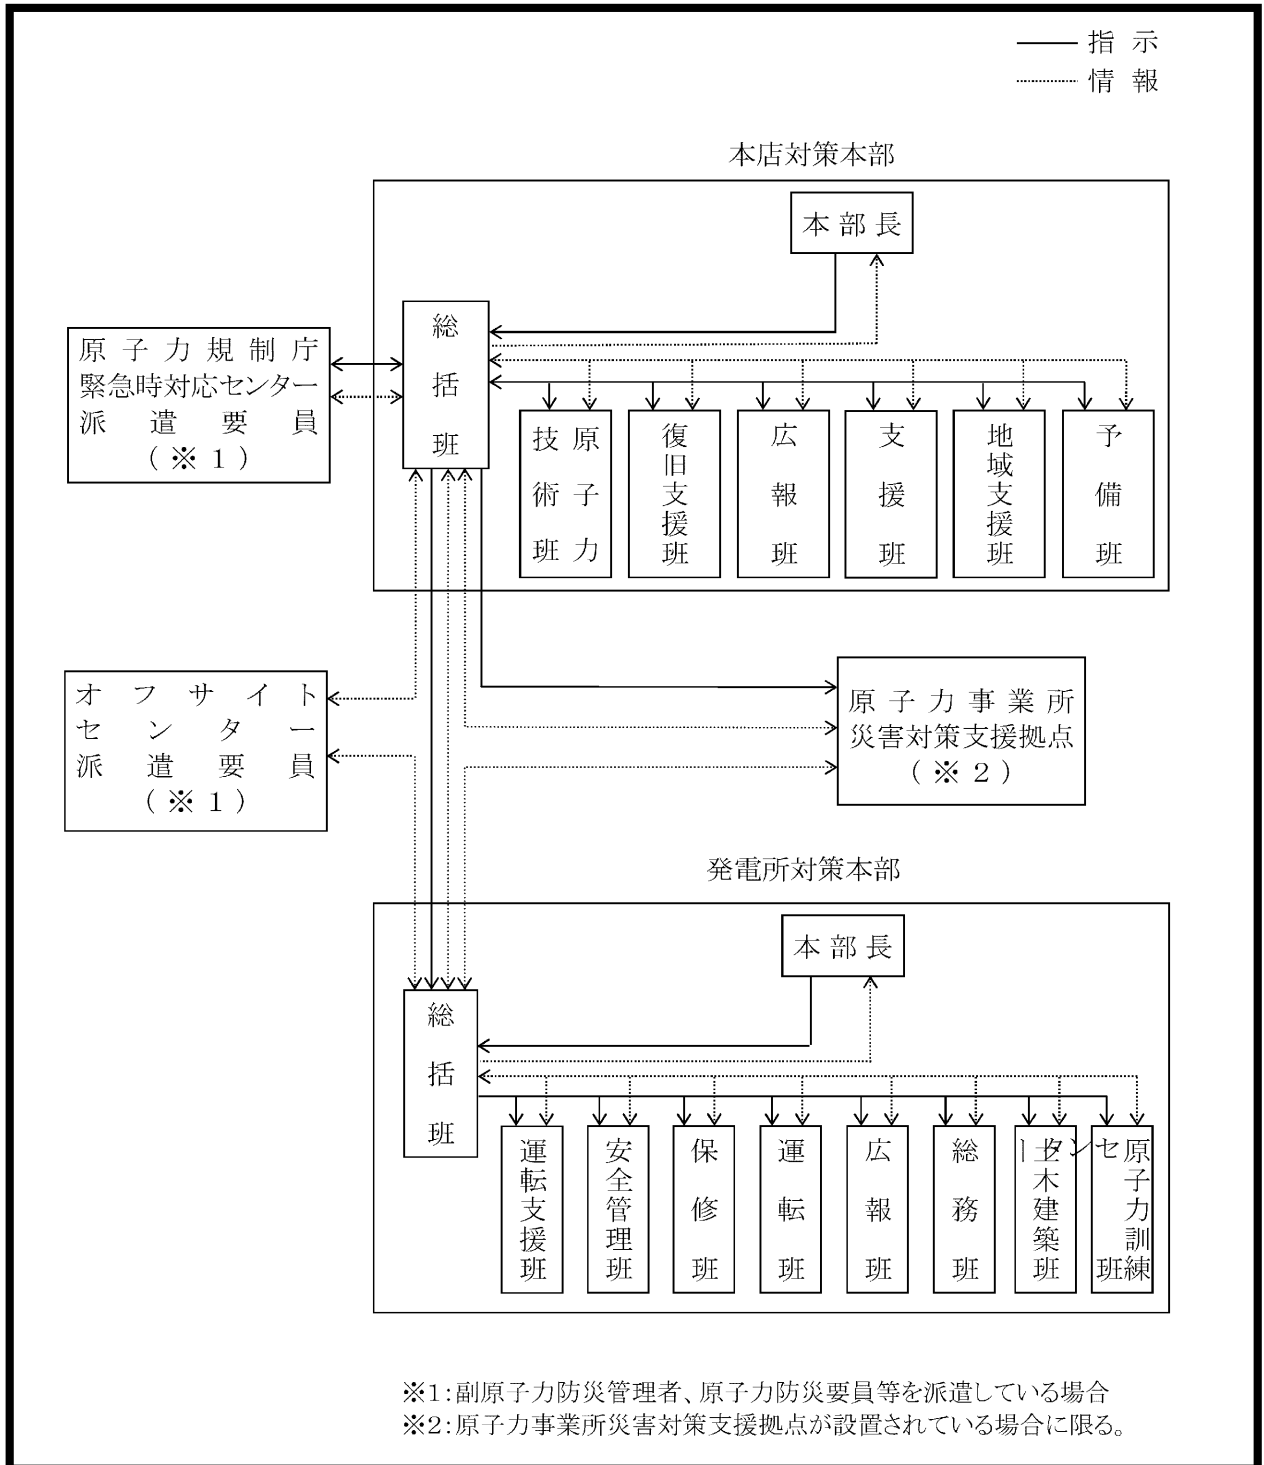 指示
情報
本店対策本部
本部長
総括班
原子力規制庁
緊急時対応センター
派遣要員
(※1)
原子力
技術班
復旧支援班
広報班
支援班
地域支援班
予備班
オフサイト
センター
派遣要員
(※1)
原子力事業所
災害対策支援拠点
(※2)
発電所対策本部
本部長
総括班
運転支援班
安全管理班
保修班
運転班
広報班
総務班
土木建築班
原子力訓練
センター班
※1:副原子力防災管理者、原子力防災要員等を派遣している場合
※2:原子力事業所災害対策支援拠点が設置されている場合に限る。